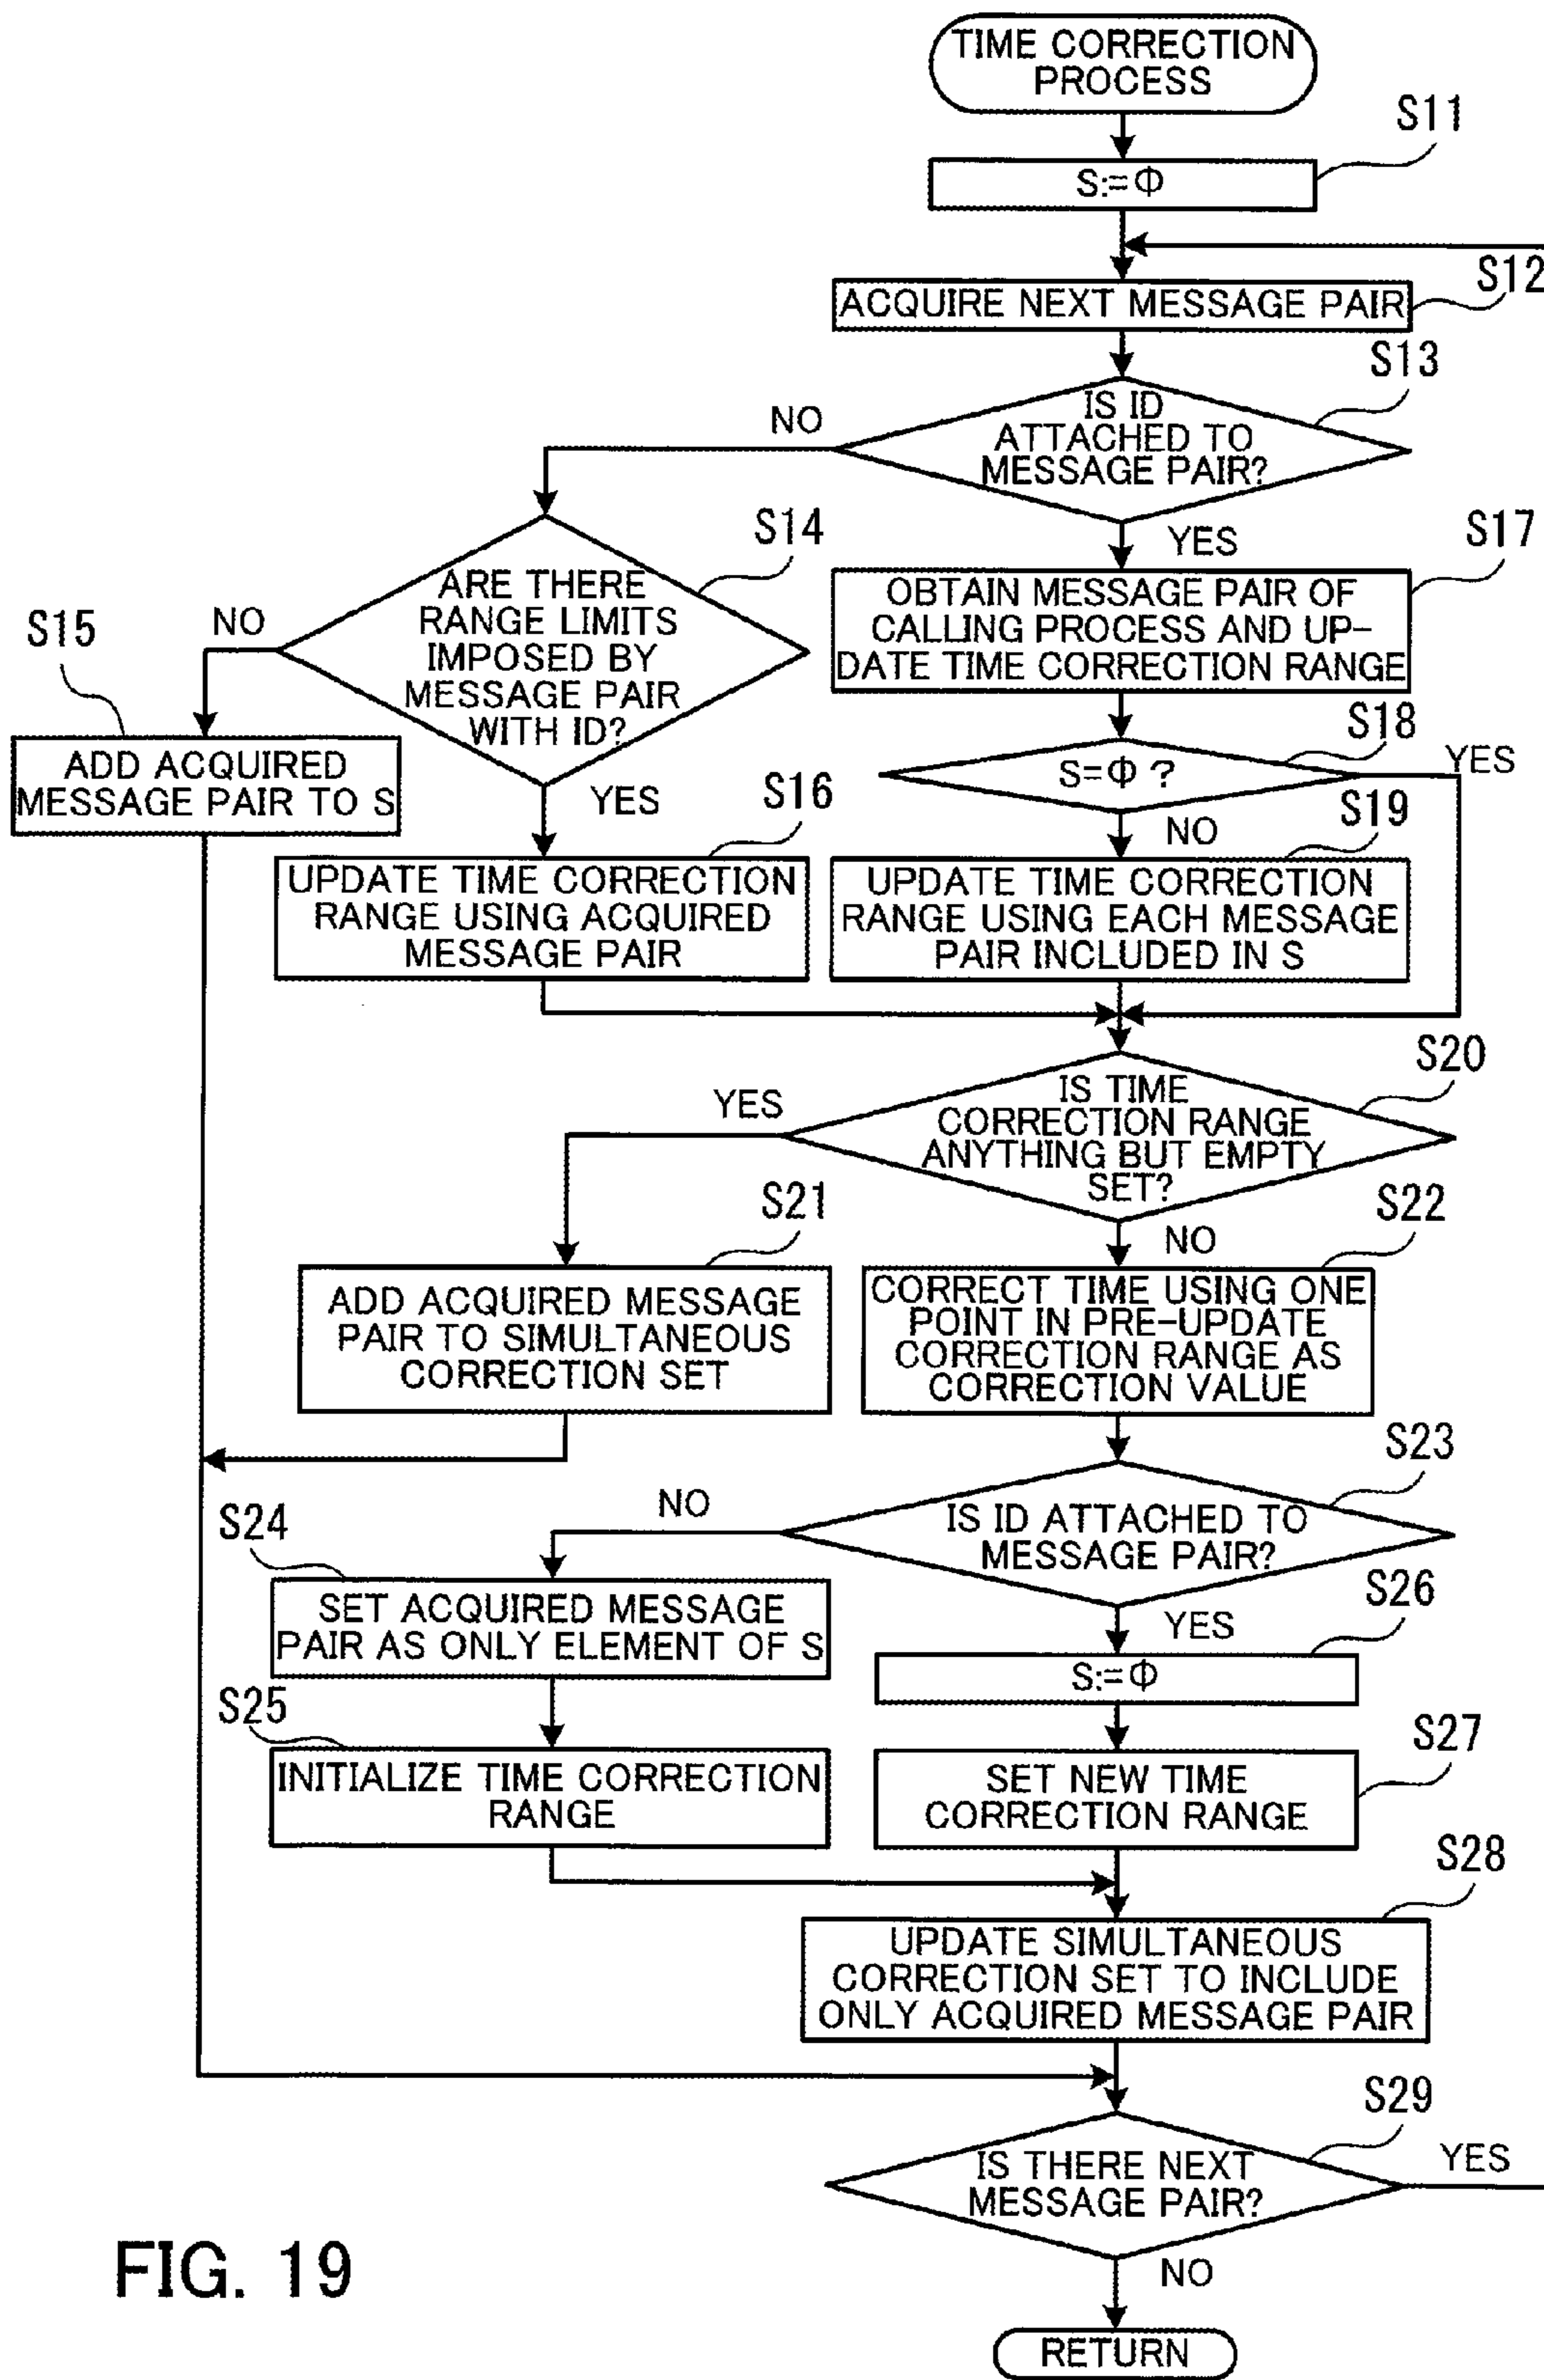 TIME CORRECTION
PROCESS
S11
S:=Φ
S12
ACQUIRE NEXT MESSAGE PAIR
S13
IS ID
ATTACHED TO
MESSAGE PAIR?
NO
YES
S14
ARE THERE
RANGE LIMITS
IMPOSED BY
MESSAGE PAIR
WITH ID?
NO
YES
S15
ADD ACQUIRED
MESSAGE PAIR TO S
S16
UPDATE TIME CORRECTION
RANGE USING ACQUIRED
MESSAGE PAIR
S17
OBTAIN MESSAGE PAIR OF
CALLING PROCESS AND UP-
DATE TIME CORRECTION RANGE
S18
S=Φ ?
YES
NO
S19
UPDATE TIME CORRECTION
RANGE USING EACH MESSAGE
PAIR INCLUDED IN S
S20
IS TIME
CORRECTION RANGE
ANYTHING BUT EMPTY
SET?
YES
NO
S21
ADD ACQUIRED MESSAGE
PAIR TO SIMULTANEOUS
CORRECTION SET
S22
CORRECT TIME USING ONE
POINT IN PRE-UPDATE
CORRECTION RANGE AS
CORRECTION VALUE
S23
IS ID ATTACHED TO
MESSAGE PAIR?
NO
YES
S24
SET ACQUIRED MESSAGE
PAIR AS ONLY ELEMENT OF S
S25
INITIALIZE TIME CORRECTION
RANGE
S26
S:=Φ
S27
SET NEW TIME
CORRECTION RANGE
S28
UPDATE SIMULTANEOUS
CORRECTION SET TO INCLUDE
ONLY ACQUIRED MESSAGE PAIR
S29
IS THERE NEXT
MESSAGE PAIR?
YES
NO
RETURN
FIG. 19